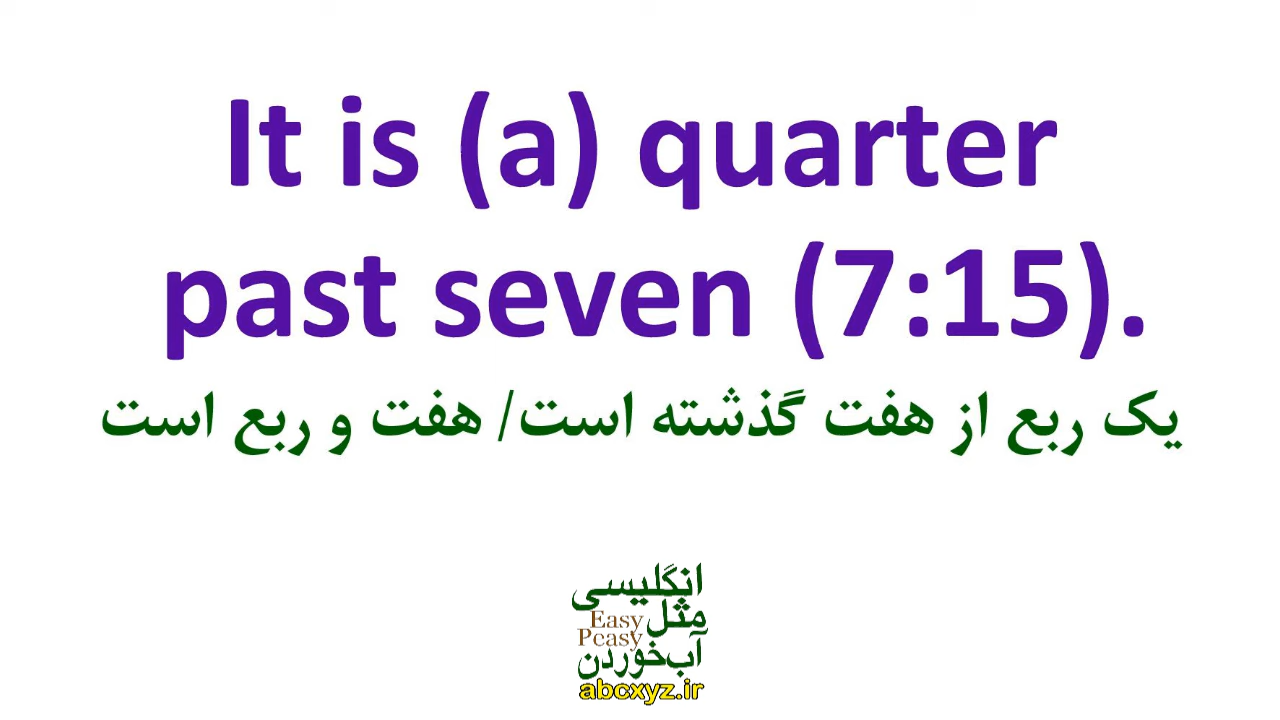 It is (a) quarter
past seven (7:15).
یک ربع از هفت گذشته است/ هفت و ربع است
انگلیسی
مثل
Easy
Peasy
آب‌خوردن
abcxyz.ir